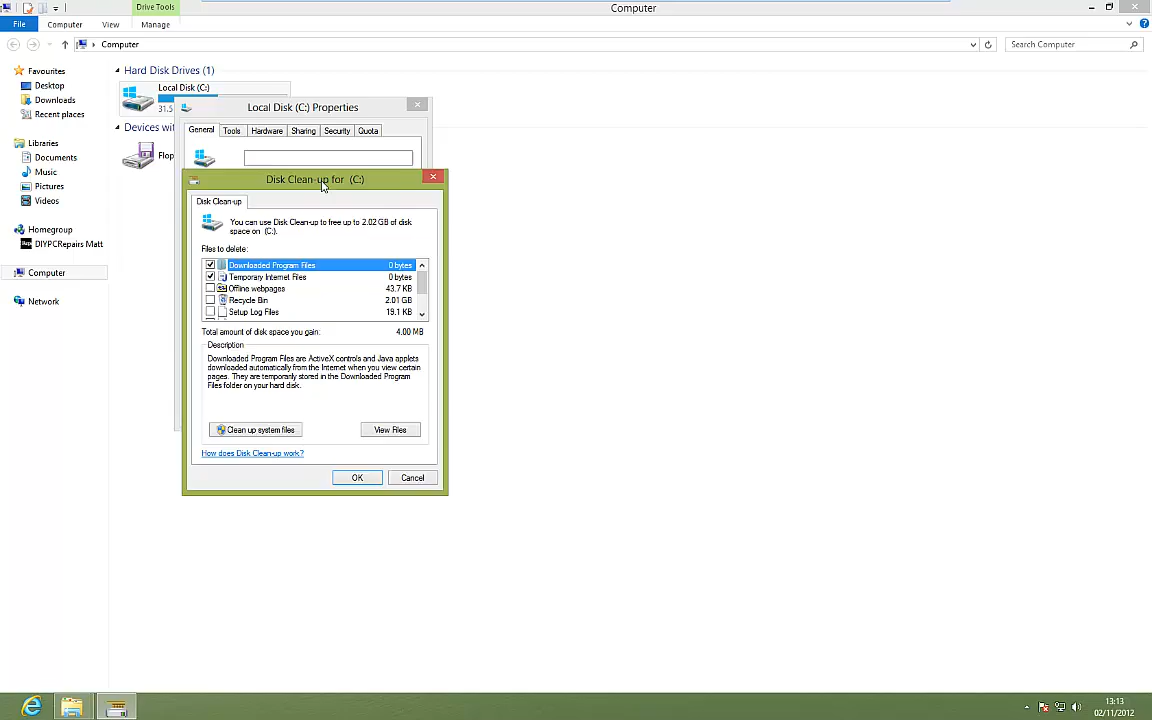 Drive Tools
Computer
File
Computer
View
Manage
Computer
Search Computer
Favourites
Desktop
Downloads
Recent places
Libraries
Documents
Music
Pictures
Videos
Homegroup
DIYPCRepairs Matt
Computer
Network
Hard Disk Drives (1)
Local Disk (C:)
31.5
Devices wi
Flop
Local Disk (C:) Properties
General
Tools
Hardware
Sharing
Security
Quota
Disk Clean-up for (C:)
Disk Clean-up
You can use Disk Clean-up to free up to 2.02 GB of disk
space on (C:).
Files to delete:
Downloaded Program Files 0 bytes
Temporary Internet Files 0 bytes
Offline webpages 43.7 KB
Recycle Bin 2.01 GB
Setup Log Files 19.1 KB
Total amount of disk space you gain: 4.00 MB
Description
Downloaded Program Files are ActiveX controls and Java applets
downloaded automatically from the Internet when you view certain
pages. They are temporarily stored in the Downloaded Program
Files folder on your hard disk.
Clean up system files
View Files
How does Disk Clean-up work?
OK
Cancel
13:13
02/11/2012